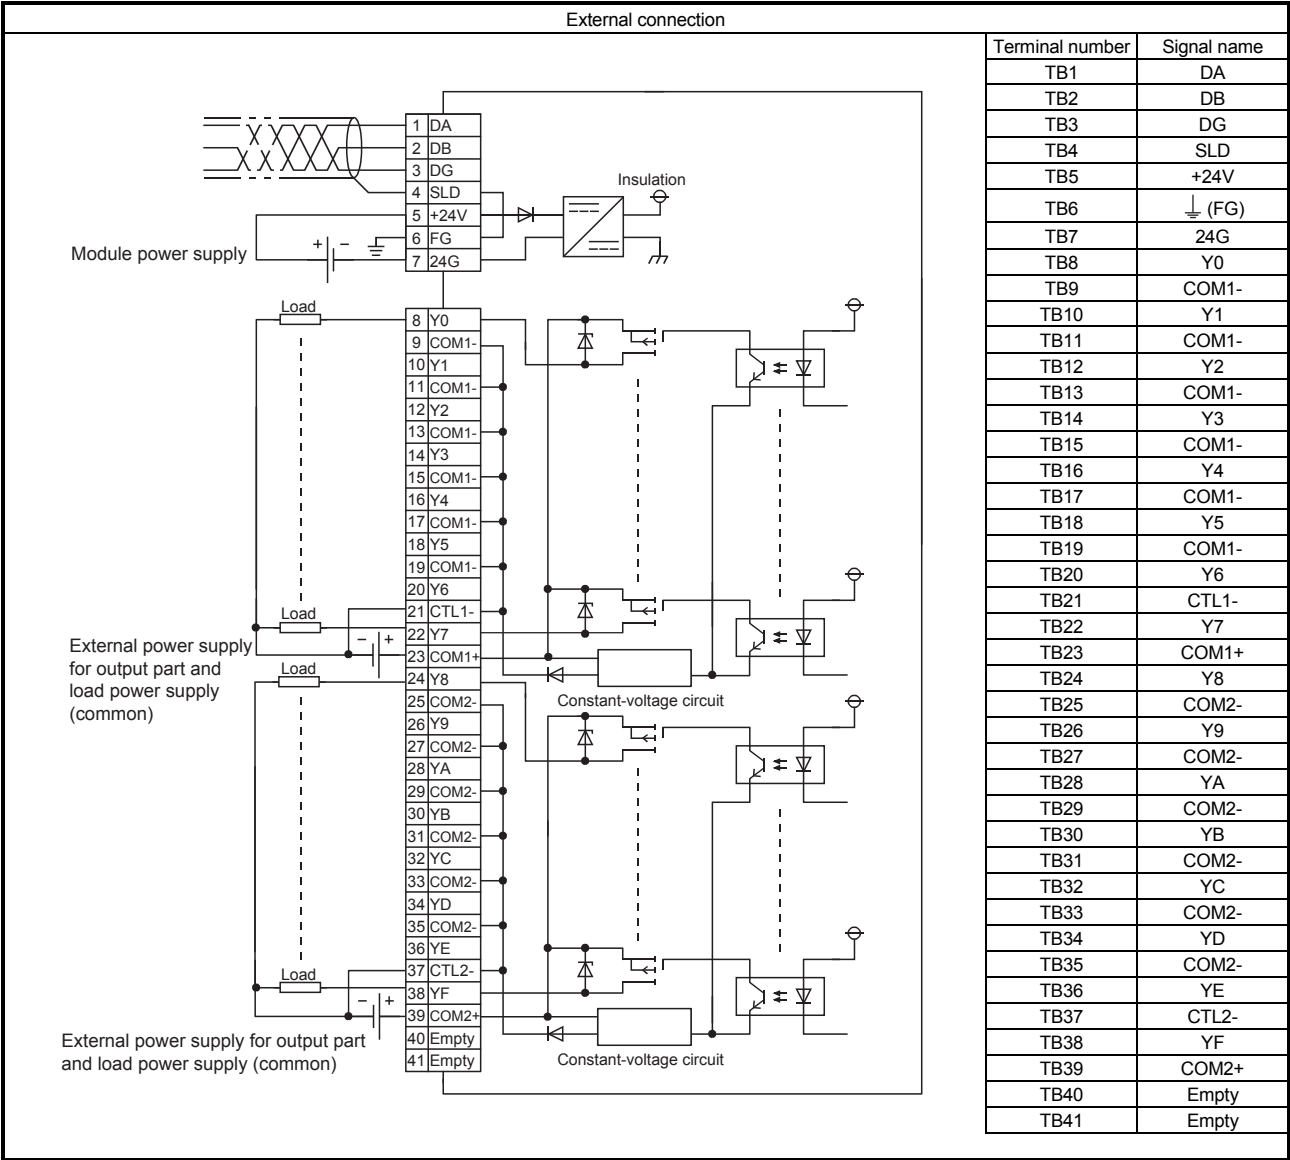 External connection
1 DA
2 DB
3 DG
4 SLD
5 +24V
6 FG
7 24G
Insulation
+ −
Module power supply
Load
8 Y0
9 COM1-
10 Y1
11 COM1-
12 Y2
13 COM1-
14 Y3
15 COM1-
16 Y4
17 COM1-
18 Y5
19 COM1-
20 Y6
21 CTL1-
22 Y7
23 COM1+
24 Y8
25 COM2-
26 Y9
27 COM2-
28 YA
29 COM2-
30 YB
31 COM2-
32 YC
33 COM2-
34 YD
35 COM2-
36 YE
37 CTL2-
38 YF
39 COM2+
40 Empty
41 Empty
Load
− +
External power supply
for output part and
load power supply
(common)
Load
Constant-voltage circuit
Load
− +
External power supply for output part
and load power supply (common)
Constant-voltage circuit
Terminal number Signal name
TB1 DA
TB2 DB
TB3 DG
TB4 SLD
TB5 +24V
TB6 (FG)
TB7 24G
TB8 Y0
TB9 COM1-
TB10 Y1
TB11 COM1-
TB12 Y2
TB13 COM1-
TB14 Y3
TB15 COM1-
TB16 Y4
TB17 COM1-
TB18 Y5
TB19 COM1-
TB20 Y6
TB21 CTL1-
TB22 Y7
TB23 COM1+
TB24 Y8
TB25 COM2-
TB26 Y9
TB27 COM2-
TB28 YA
TB29 COM2-
TB30 YB
TB31 COM2-
TB32 YC
TB33 COM2-
TB34 YD
TB35 COM2-
TB36 YE
TB37 CTL2-
TB38 YF
TB39 COM2+
TB40 Empty
TB41 Empty